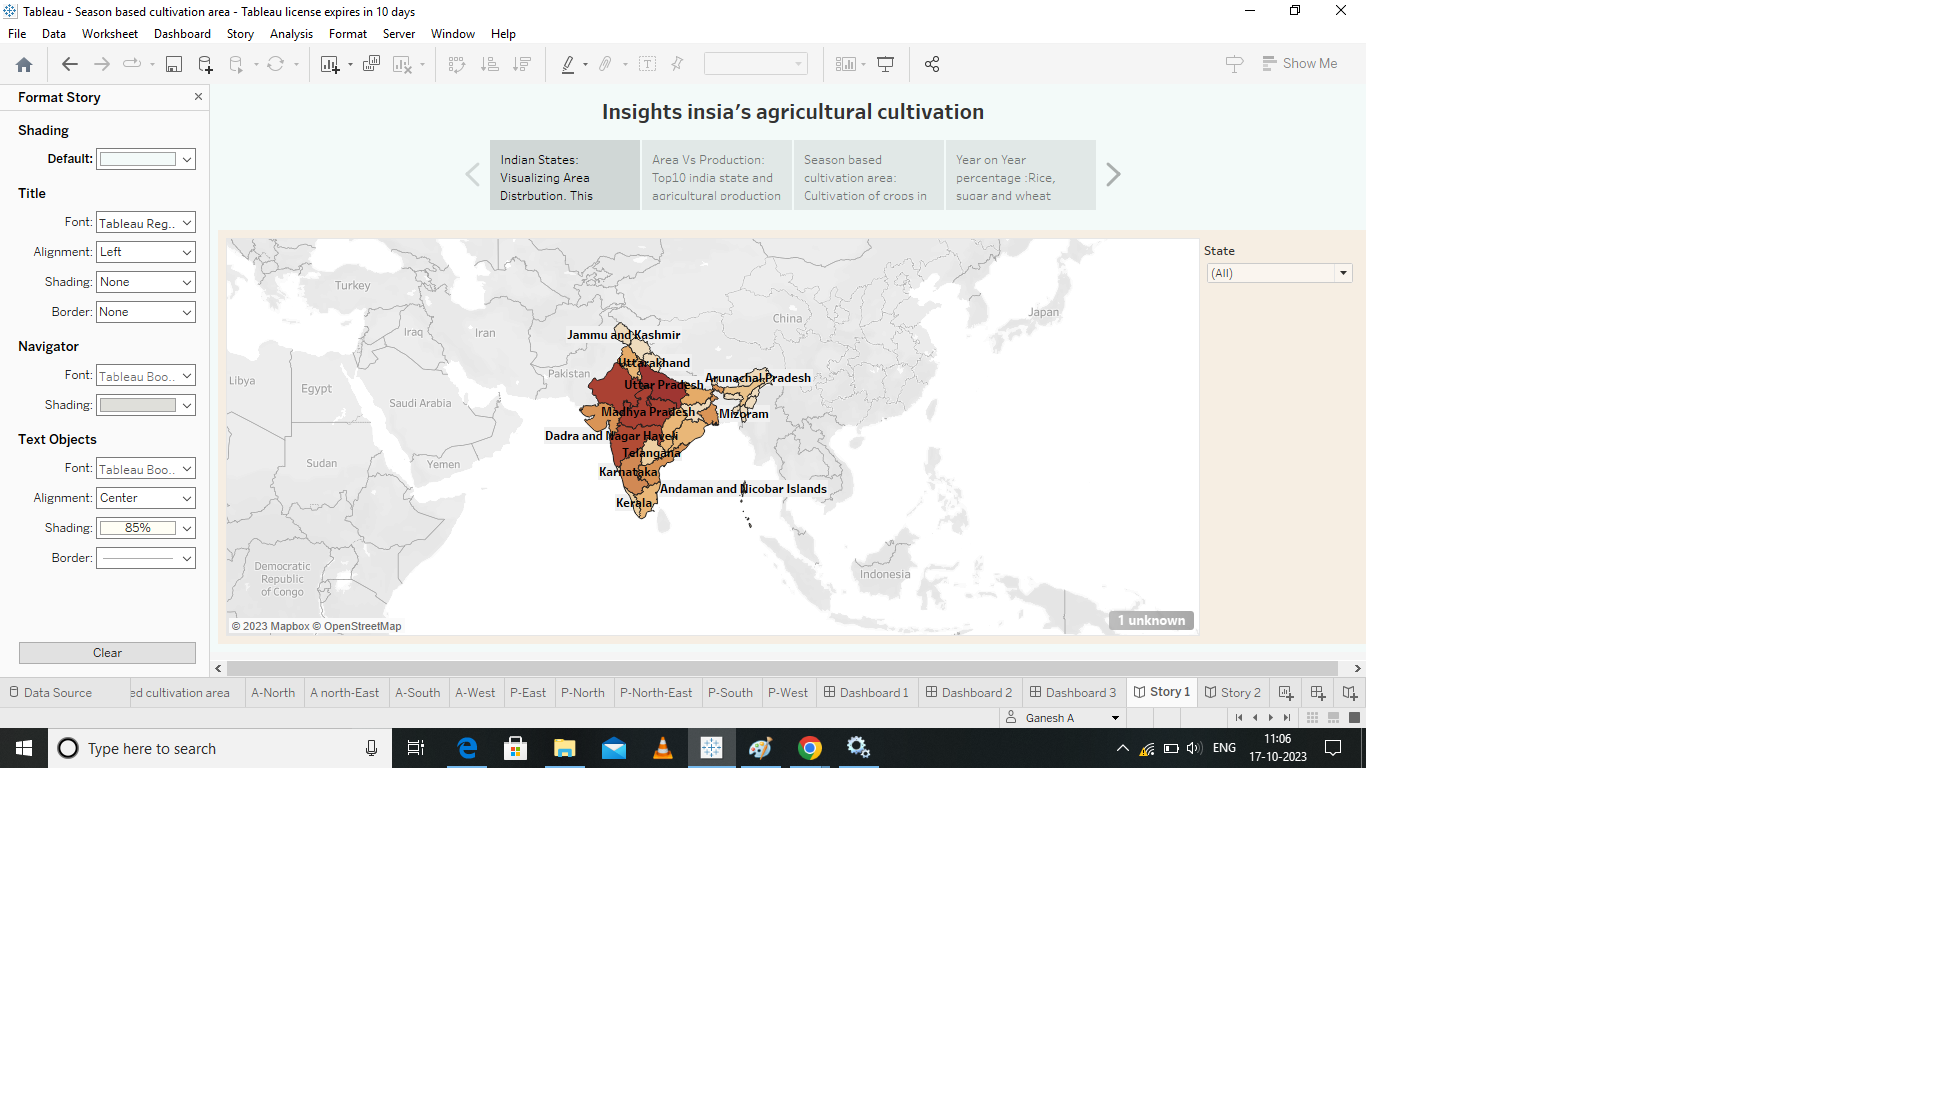 Tableau - Season based cultivation area - Tableau license expires in 10 days
File Data Worksheet Dashboard Story Analysis Format Server Window Help
Show Me
Format Story
Shading
Default:
Title
Font: Tableau Reg..
Alignment: Left
Shading: None
Border: None
Navigator
Font: Tableau Boo..
Shading:
Text Objects
Font: Tableau Boo..
Alignment: Center
Shading: 85%
Border:
Clear
Insights insia's agricultural cultivation
Indian States:
Visualizing Area
Distrbution. This
Area Vs Production:
Top10 india state and
agricultural production
Season based
cultivation area:
Cultivation of crops in
Year on Year
percentage :Rice,
sugar and wheat
State
(All)
Turkey
China
Japan
Iraq
Iran
Jammu and Kashmir
Uttarakhand
Pakistan
Arunachal Pradesh
Libya
Egypt
Uttar Pradesh
Saudi Arabia
Madhya Pradesh
Mizoram
Dadra and Nagar Haveli
Telangana
Sudan
Yemen
Karnataka
Andaman and Nicobar Islands
Kerala
Democratic
Republic
of Congo
Indonesia
© 2023 Mapbox © OpenStreetMap
1 unknown
Data Source ed cultivation area A-North A north-East A-South A-West P-East P-North P-North-East P-South P-West Dashboard 1 Dashboard 2 Dashboard 3 Story 1 Story 2
Ganesh A
Type here to search
ENG
11:06
17-10-2023